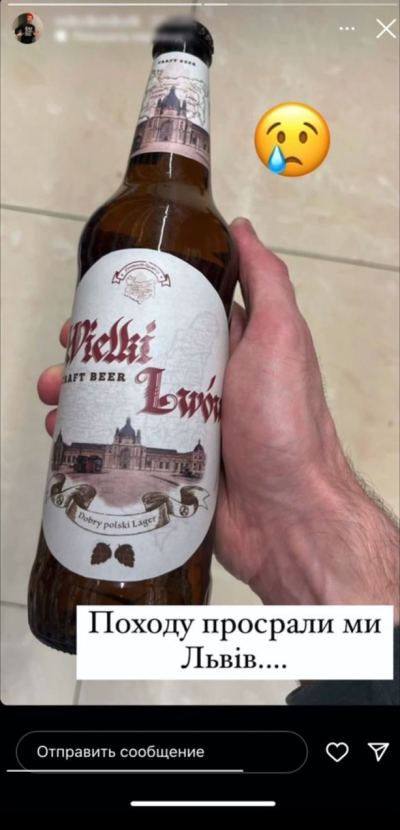 CRAFT BEER
Wielki
CRAFT BEER
Lwów
Dobry polski Lager
Походу просрали ми
Львів....
Отправить сообщение